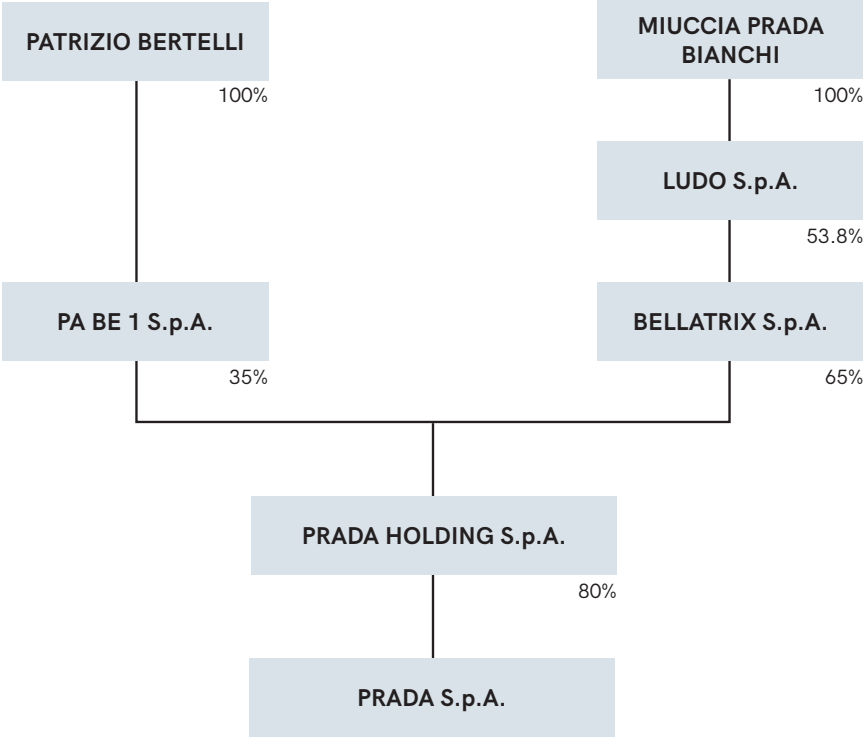 PATRIZIO BERTELLI
MIUCCIA PRADA
BIANCHI
100%
100%
LUDO S.p.A.
53.8%
PA BE 1 S.p.A.
BELLATRIX S.p.A.
35%
65%
PRADA HOLDING S.p.A.
80%
PRADA S.p.A.